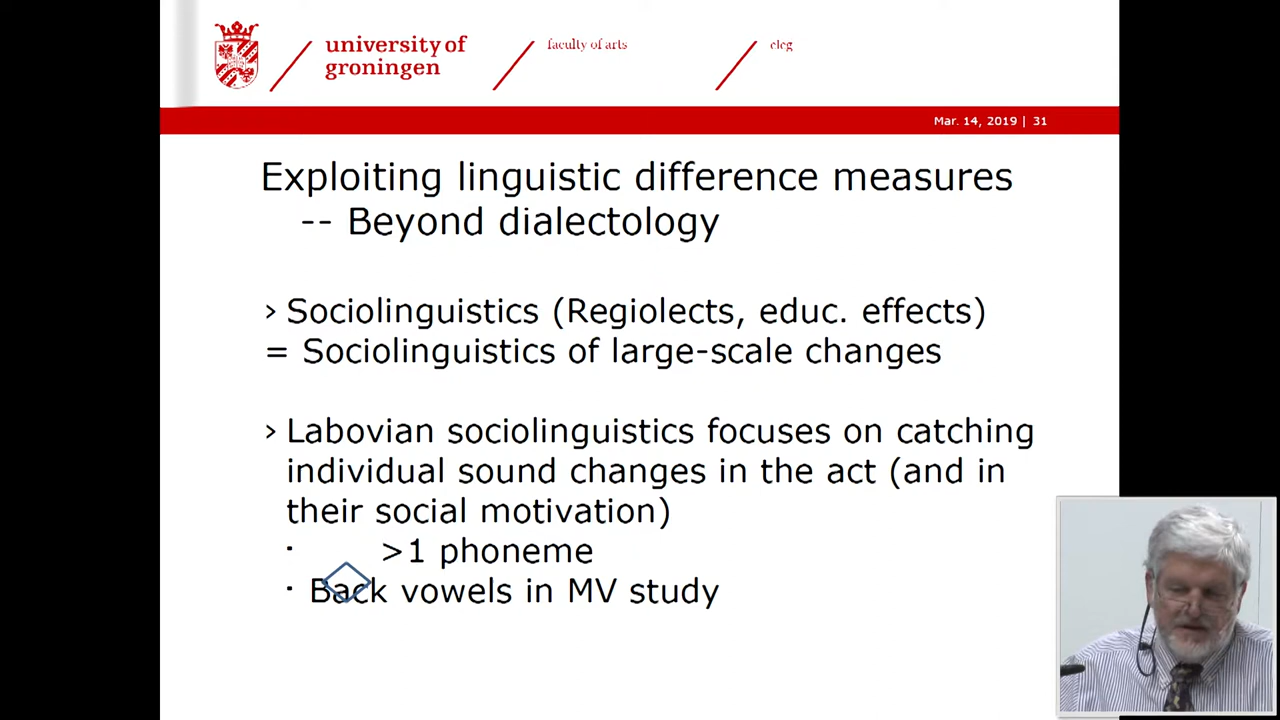 university of
groningen
faculty of arts
clcg
Mar. 14, 2019 | 31
Exploiting linguistic difference measures
-- Beyond dialectology
› Sociolinguistics (Regiolects, educ. effects)
= Sociolinguistics of large-scale changes
› Labovian sociolinguistics focuses on catching
individual sound changes in the act (and in
their social motivation)
· >1 phoneme
· Back vowels in MV study